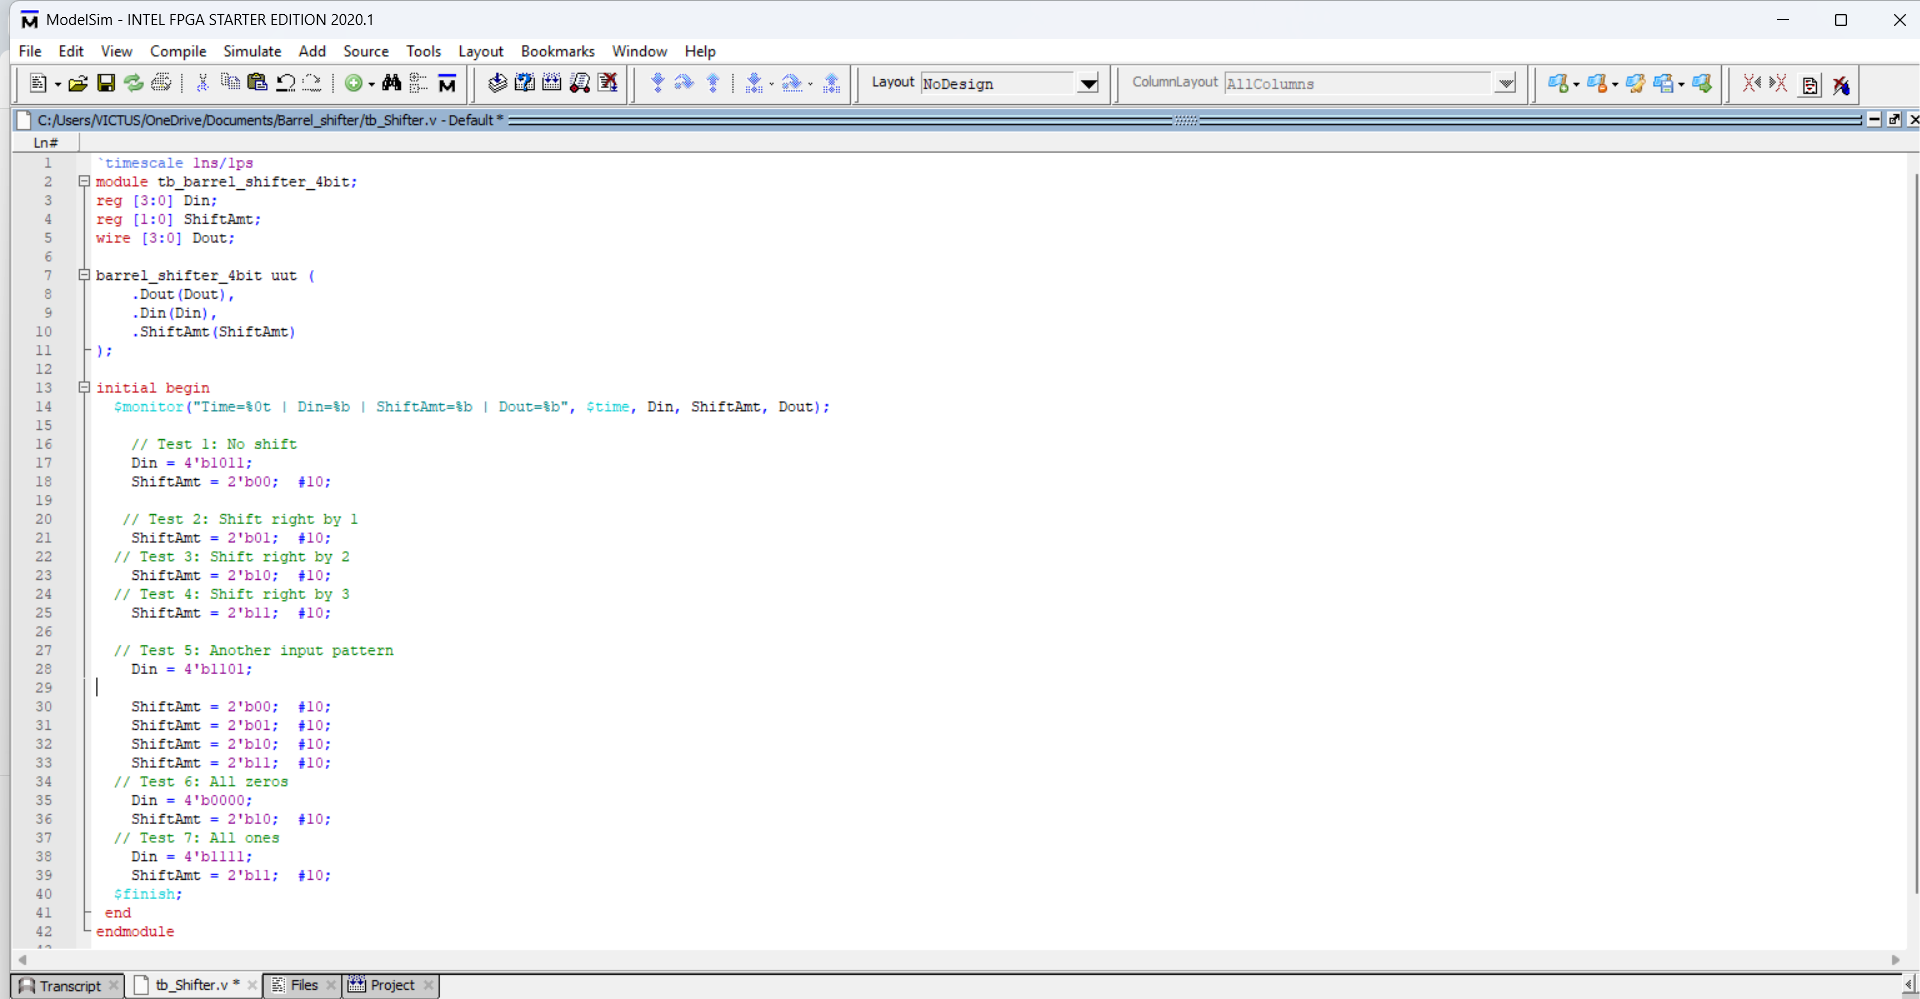 ModelSim - INTEL FPGA STARTER EDITION 2020.1
File Edit View Compile Simulate Add Source Tools Layout Bookmarks Window Help
Layout NoDesign ColumnLayout AllColumns
C:/Users/VICTUS/OneDrive/Documents/Barrel_shifter/tb_Shifter.v - Default *
Ln#
1 `timescale 1ns/1ps
2 module tb_barrel_shifter_4bit;
3 reg [3:0] Din;
4 reg [1:0] ShiftAmt;
5 wire [3:0] Dout;
6
7 barrel_shifter_4bit uut (
8 .Dout(Dout),
9 .Din(Din),
10 .ShiftAmt(ShiftAmt)
11 );
12
13 initial begin
14 $monitor("Time=%0t | Din=%b | ShiftAmt=%b | Dout=%b", $time, Din, ShiftAmt, Dout);
15
16 // Test 1: No shift
17 Din = 4'b1011;
18 ShiftAmt = 2'b00; #10;
19
20 // Test 2: Shift right by 1
21 ShiftAmt = 2'b01; #10;
22 // Test 3: Shift right by 2
23 ShiftAmt = 2'b10; #10;
24 // Test 4: Shift right by 3
25 ShiftAmt = 2'b11; #10;
26
27 // Test 5: Another input pattern
28 Din = 4'b1101;
29
30 ShiftAmt = 2'b00; #10;
31 ShiftAmt = 2'b01; #10;
32 ShiftAmt = 2'b10; #10;
33 ShiftAmt = 2'b11; #10;
34 // Test 6: All zeros
35 Din = 4'b0000;
36 ShiftAmt = 2'b10; #10;
37 // Test 7: All ones
38 Din = 4'b1111;
39 ShiftAmt = 2'b11; #10;
40 $finish;
41 end
42 endmodule
Transcript tb_Shifter.v * Files Project